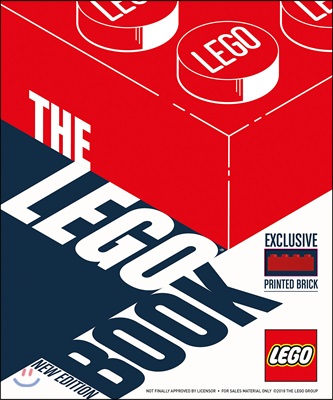 LEGO
LEGO
THE
LEGO
BOOK
NEW EDITION
EXCLUSIVE
PRINTED BRICK
LEGO
NOT FINALLY APPROVED BY LICENSOR • FOR SALES MATERIAL ONLY ©2018 THE LEGO GROUP